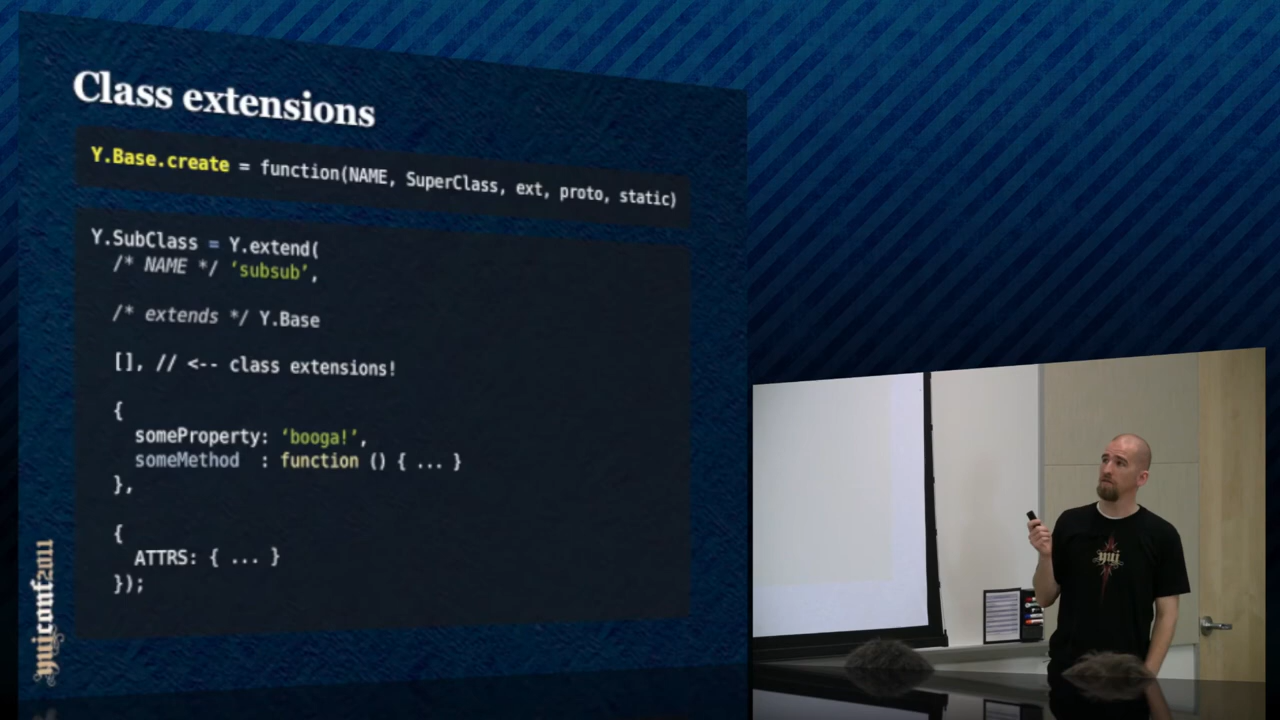 Class extensions
Y.Base.create = function(NAME, SuperClass, ext, proto, static)
Y.SubClass = Y.extend(
/* NAME */ ‘subsub’,
/* extends */ Y.Base
[], // <-- class extensions!
{
someProperty: ‘booga!’,
someMethod : function () { ... }
},
{
ATTRS: { ... }
});
yuiconf2011
yui